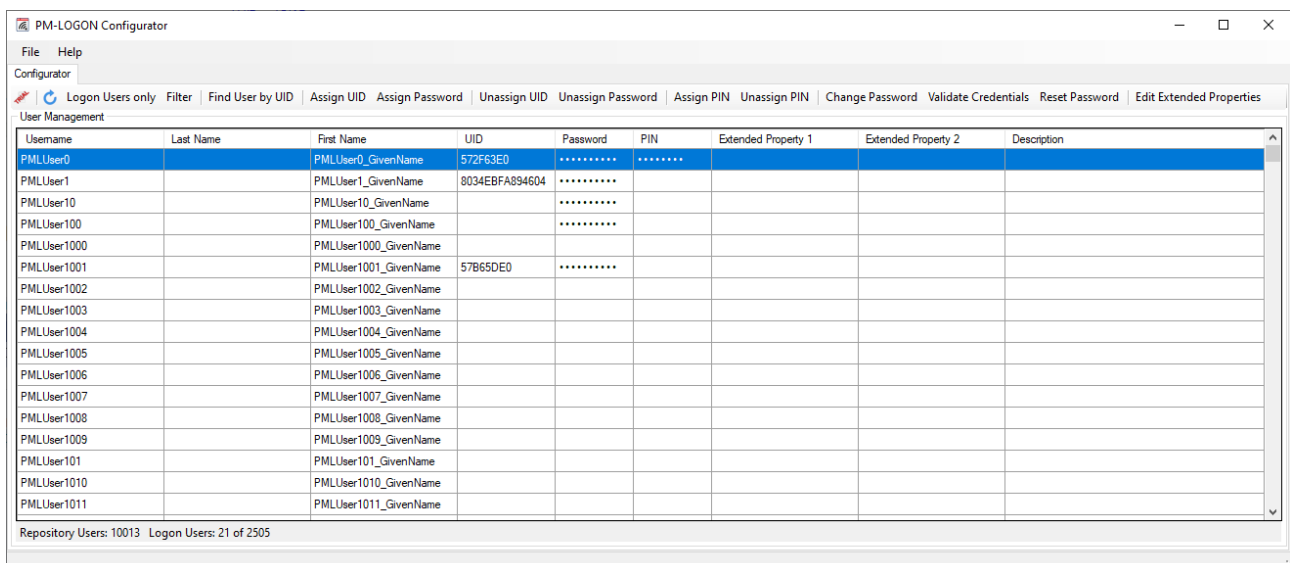 PM-LOGON Configurator
File Help
Configurator
Logon Users only Filter Find User by UID Assign UID Assign Password Unassign UID Unassign Password Assign PIN Unassign PIN Change Password Validate Credentials Reset Password Edit Extended Properties
User Management
Username Last Name First Name UID Password PIN Extended Property 1 Extended Property 2 Description
PMLUser0 PMLUser0_GivenName 572F63E0 •••••••••• ••••••••
PMLUser1 PMLUser1_GivenName 8034EBFA894604 ••••••••••
PMLUser10 PMLUser10_GivenName ••••••••••
PMLUser100 PMLUser100_GivenName ••••••••••
PMLUser1000 PMLUser1000_GivenName
PMLUser1001 PMLUser1001_GivenName 57B65DE0 ••••••••••
PMLUser1002 PMLUser1002_GivenName
PMLUser1003 PMLUser1003_GivenName
PMLUser1004 PMLUser1004_GivenName
PMLUser1005 PMLUser1005_GivenName
PMLUser1006 PMLUser1006_GivenName
PMLUser1007 PMLUser1007_GivenName
PMLUser1008 PMLUser1008_GivenName
PMLUser1009 PMLUser1009_GivenName
PMLUser101 PMLUser101_GivenName
PMLUser1010 PMLUser1010_GivenName
PMLUser1011 PMLUser1011_GivenName
Repository Users: 10013 Logon Users: 21 of 2505